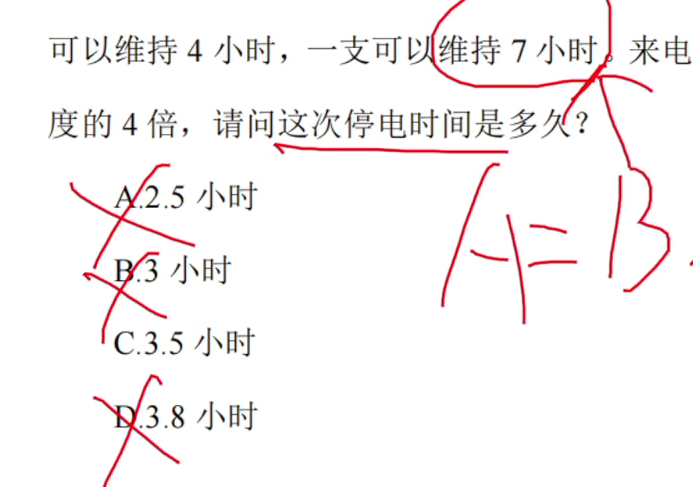 可以维持 4 小时，一支可以维持 7 小时。来电
度的 4 倍，请问这次停电时间是多久？
A.2.5 小时
B.3 小时
A=B
C.3.5 小时
D.3.8 小时